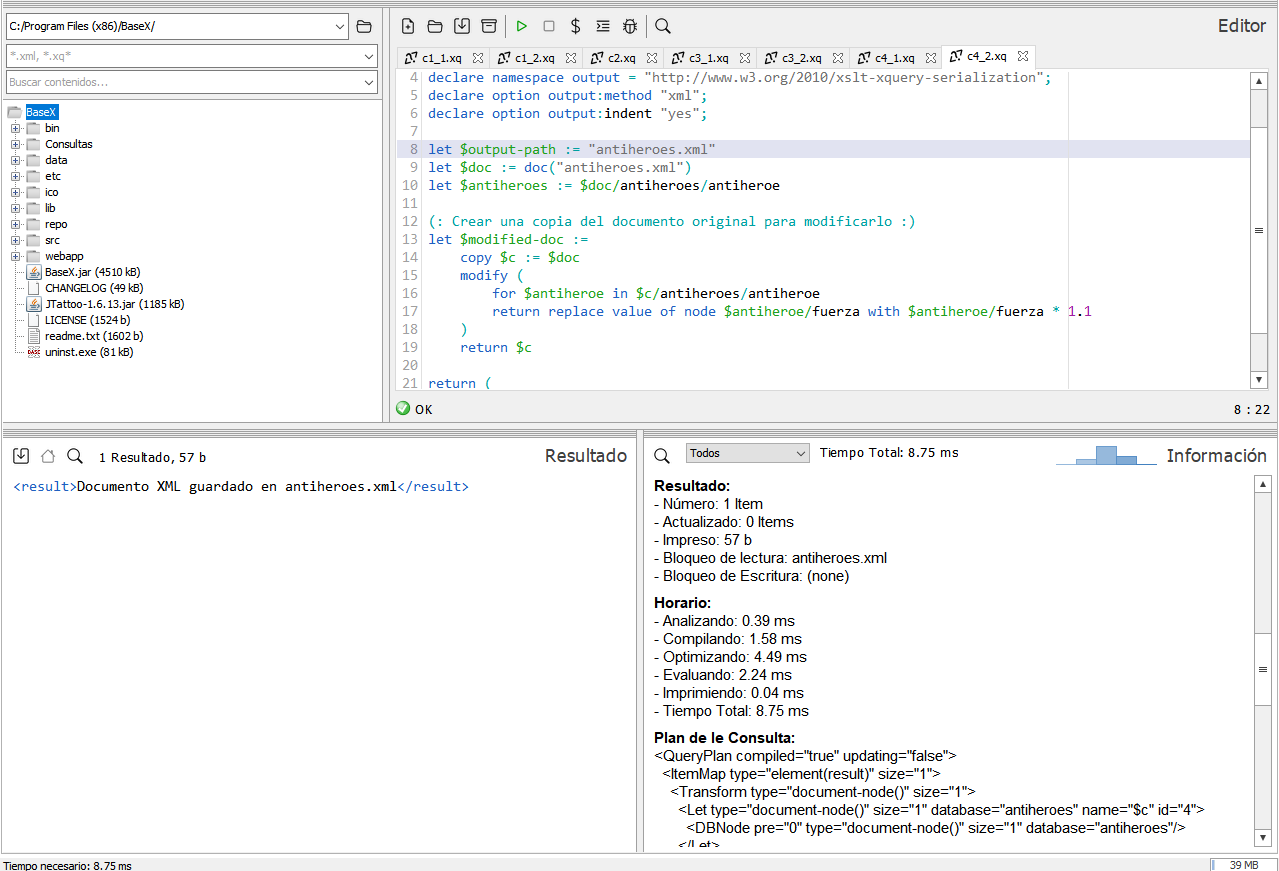 C:/Program Files (x86)/BaseX/
*.xml, *.xq*
Buscar contenidos...
BaseX
bin
Consultas
data
etc
ico
lib
repo
src
webapp
BaseX.jar (4510 kB)
CHANGELOG (49 kB)
JTattoo-1.6.13.jar (1185 kB)
LICENSE (1524 b)
readme.txt (1602 b)
uninst.exe (81 kB)
Editor
c1_1.xq c1_2.xq c2.xq c3_1.xq c3_2.xq c4_1.xq c4_2.xq
4 declare namespace output = "http://www.w3.org/2010/xslt-xquery-serialization";
5 declare option output:method "xml";
6 declare option output:indent "yes";
7
8 let $output-path := "antiheroes.xml"
9 let $doc := doc("antiheroes.xml")
10 let $antiheroes := $doc/antiheroes/antiheroe
11
12 (: Crear una copia del documento original para modificarlo :)
13 let $modified-doc :=
14 copy $c := $doc
15 modify (
16 for $antiheroe in $c/antiheroes/antiheroe
17 return replace value of node $antiheroe/fuerza with $antiheroe/fuerza * 1.1
18 )
19 return $c
20
21 return (
OK
8 : 22
1 Resultado, 57 b
Resultado
<result>Documento XML guardado en antiheroes.xml</result>
Todos
Tiempo Total: 8.75 ms
Información
Resultado:
- Número: 1 Item
- Actualizado: 0 Items
- Impreso: 57 b
- Bloqueo de lectura: antiheroes.xml
- Bloqueo de Escritura: (none)
Horario:
- Analizando: 0.39 ms
- Compilando: 1.58 ms
- Optimizando: 4.49 ms
- Evaluando: 2.24 ms
- Imprimiendo: 0.04 ms
- Tiempo Total: 8.75 ms
Plan de le Consulta:
<QueryPlan compiled="true" updating="false">
<ItemMap type="element(result)" size="1">
<Transform type="document-node()" size="1">
<Let type="document-node()" size="1" database="antiheroes" name="$c" id="4">
<DBNode pre="0" type="document-node()" size="1" database="antiheroes"/>
</Let>
Tiempo necesario: 8.75 ms
39 MB